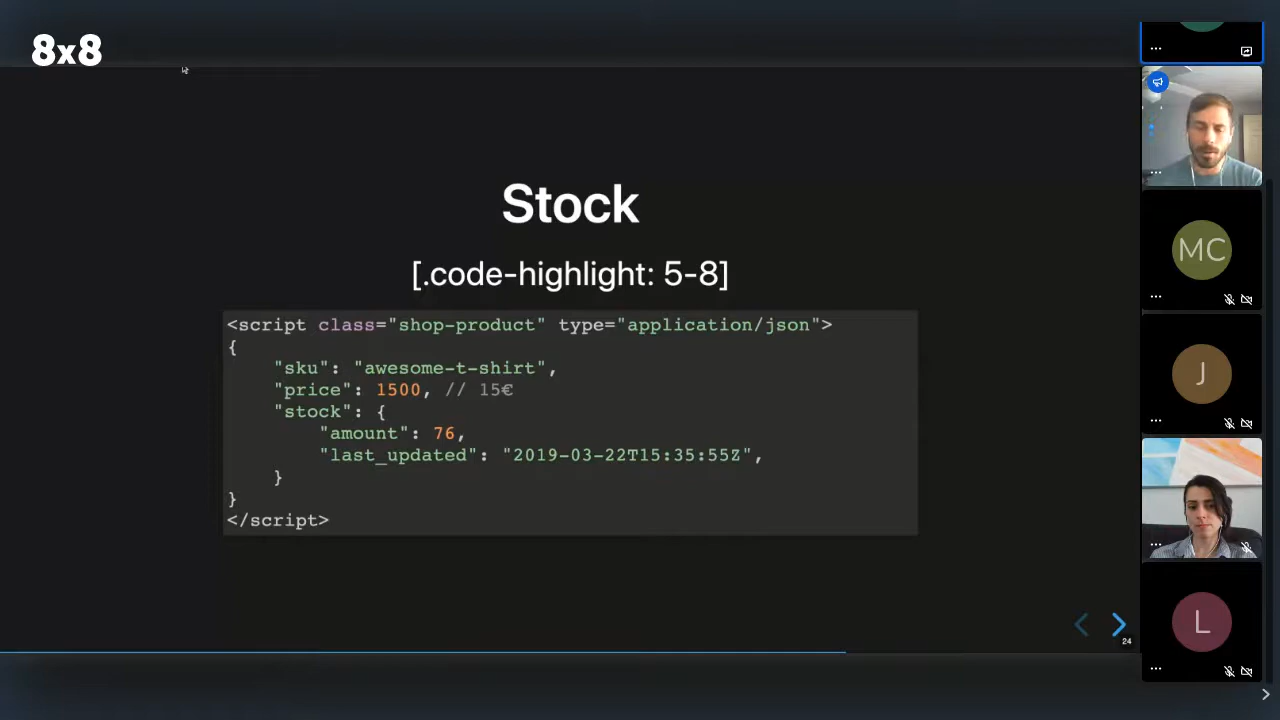 8x8
Stock
[.code-highlight: 5-8]
<script class="shop-product" type="application/json">
{
    "sku": "awesome-t-shirt",
    "price": 1500, // 15€
    "stock": {
        "amount": 76,
        "last_updated": "2019-03-22T15:35:55Z",
    }
}
</script>
24
MC
J
L